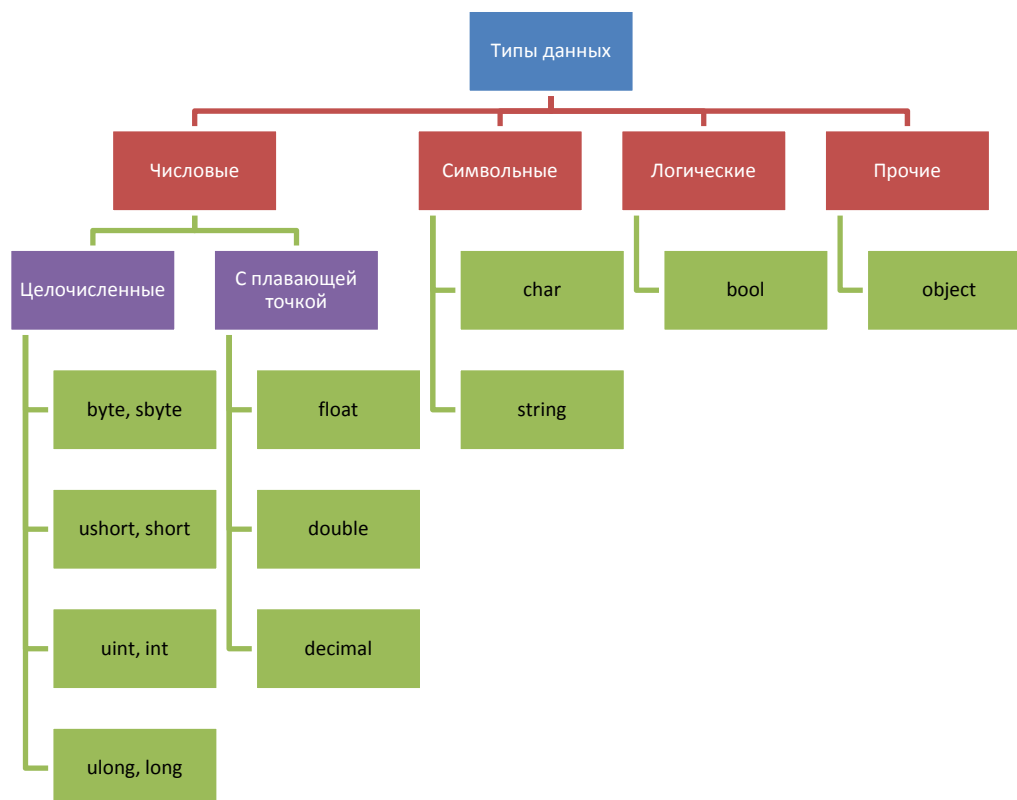 Типы данных
Числовые
Символьные
Логические
Прочие
Целочисленные
С плавающей
точкой
char
bool
object
byte, sbyte
float
string
ushort, short
double
uint, int
decimal
ulong, long